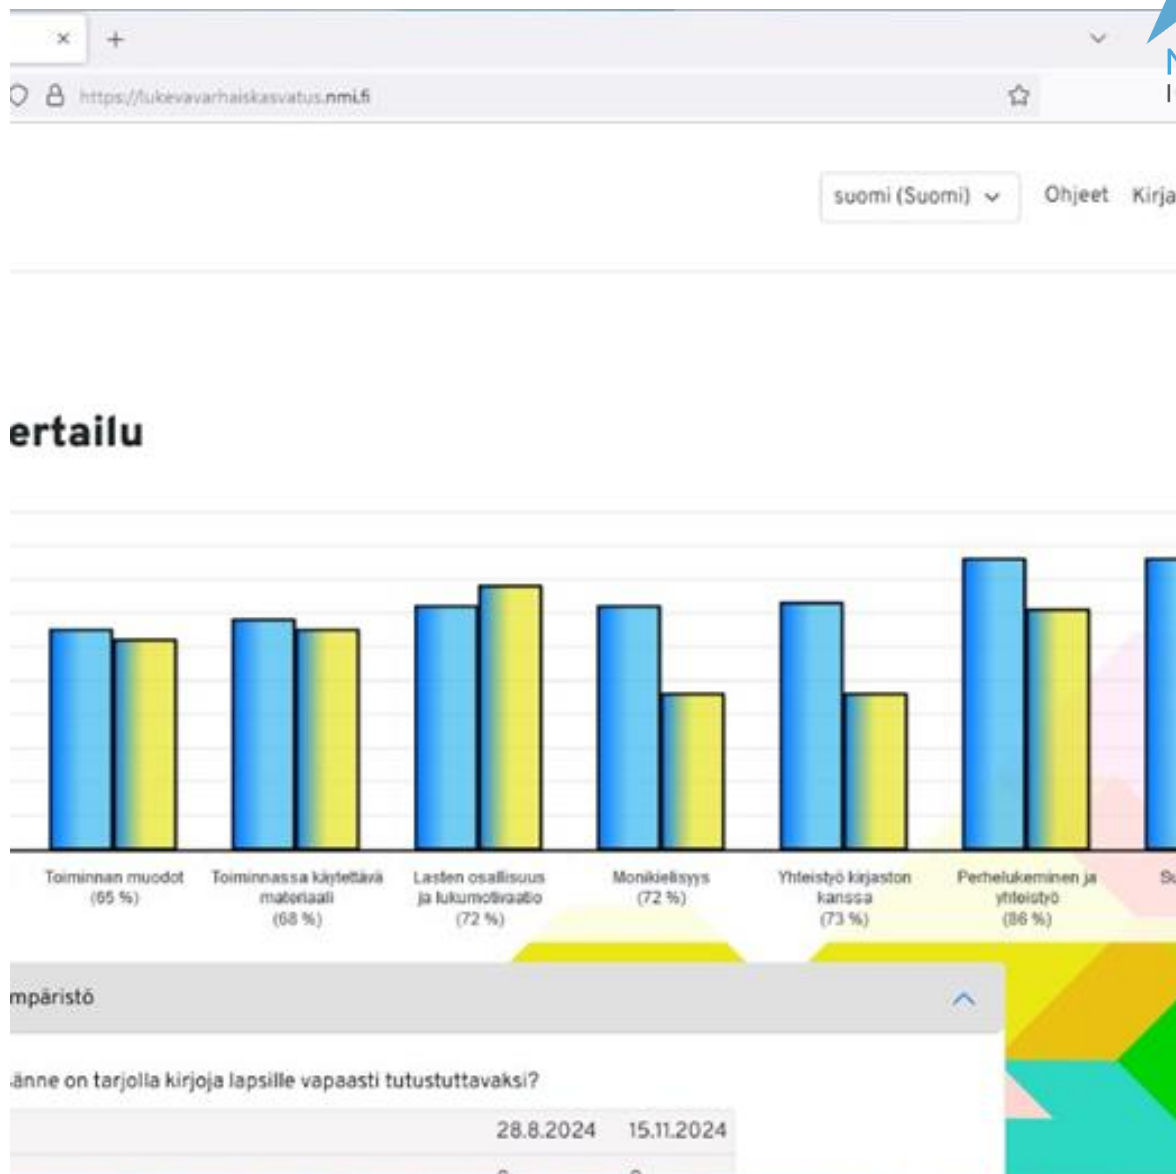 https://lukevavarhaiskasvatus.nmi.fi
suomi (Suomi) Ohjeet Kirja
ertailu
Toiminnan muodot
(65 %)
Toiminnassa käytettävä
materiaali
(68 %)
Lasten osallisuus
ja lukumotivaatio
(72 %)
Monikielisyys
(72 %)
Yhteistyö kirjaston
kanssa
(73 %)
Perhelukeminen ja
yhteistyö
(86 %)
Su
mpäristö
änne on tarjolla kirjoja lapsille vapaasti tutustuttavaksi?
28.8.2024 15.11.2024